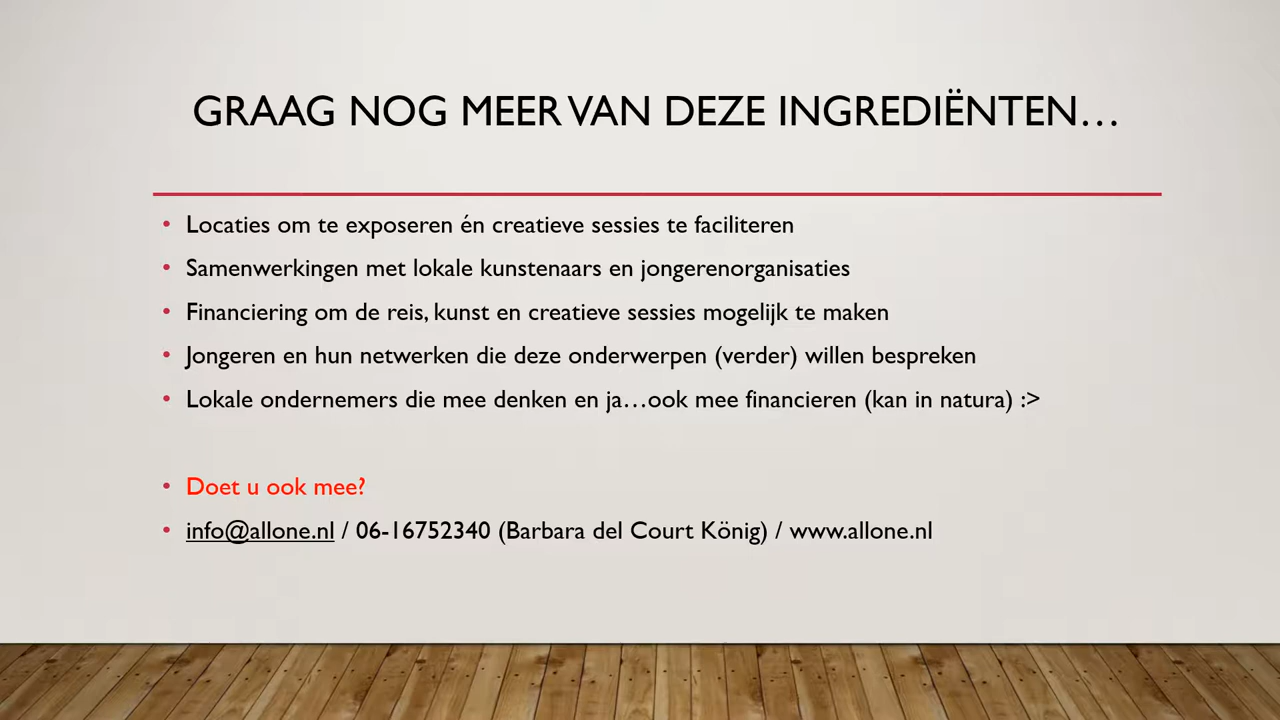 GRAAG NOG MEER VAN DEZE INGREDIËNTEN…
• Locaties om te exposeren én creatieve sessies te faciliteren
• Samenwerkingen met lokale kunstenaars en jongerenorganisaties
• Financiering om de reis, kunst en creatieve sessies mogelijk te maken
• Jongeren en hun netwerken die deze onderwerpen (verder) willen bespreken
• Lokale ondernemers die mee denken en ja…ook mee financieren (kan in natura) :>
• Doet u ook mee?
• info@allone.nl / 06-16752340 (Barbara del Court König) / www.allone.nl